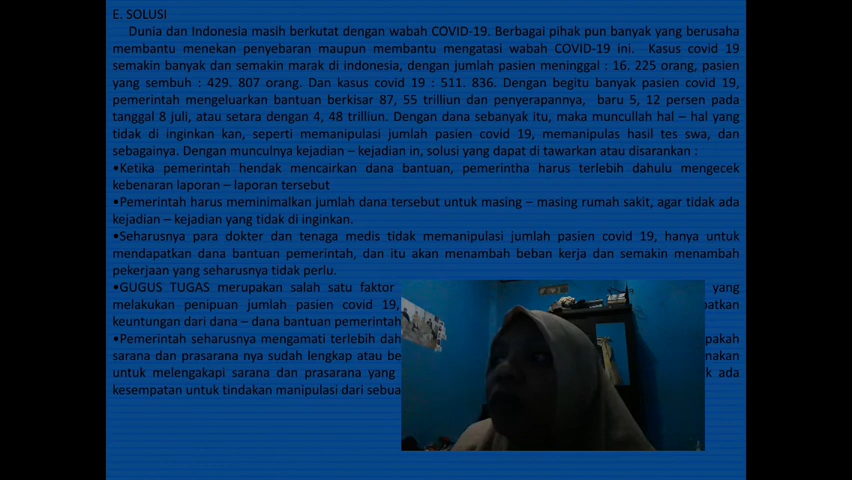 E. SOLUSI
Dunia dan Indonesia masih berkutat dengan wabah COVID-19. Berbagai pihak pun banyak yang berusaha
membantu menekan penyebaran maupun membantu mengatasi wabah COVID-19 ini. Kasus covid 19
semakin banyak dan semakin marak di indonesia, dengan jumlah pasien meninggal : 16. 225 orang, pasien
yang sembuh : 429. 807 orang. Dan kasus covid 19 : 511. 836. Dengan begitu banyak pasien covid 19,
pemerintah mengeluarkan bantuan berkisar 87, 55 trilliun dan penyerapannya, baru 5, 12 persen pada
tanggal 8 juli, atau setara dengan 4, 48 trilliun. Dengan dana sebanyak itu, maka muncullah hal – hal yang
tidak di inginkan kan, seperti memanipulasi jumlah pasien covid 19, memanipulas hasil tes swa, dan
sebagainya. Dengan munculnya kejadian – kejadian in, solusi yang dapat di tawarkan atau disarankan :
•Ketika pemerintah hendak mencairkan dana bantuan, pemerintha harus terlebih dahulu mengecek
kebenaran laporan – laporan tersebut
•Pemerintah harus meminimalkan jumlah dana tersebut untuk masing – masing rumah sakit, agar tidak ada
kejadian – kejadian yang tidak di inginkan.
•Seharusnya para dokter dan tenaga medis tidak memanipulasi jumlah pasien covid 19, hanya untuk
mendapatkan dana bantuan pemerintah, dan itu akan menambah beban kerja dan semakin menambah
pekerjaan yang seharusnya tidak perlu.
•GUGUS TUGAS merupakan salah satu faktor yang
melakukan penipuan jumlah pasien covid 19,
keuntungan dari dana – dana bantuan pemerintah
•Pemerintah seharusnya mengamati terlebih
sarana dan prasarana nya sudah lengkap atau
untuk melengakapi sarana dan prasarana yang ada
kesempatan untuk tindakan manipulasi dari